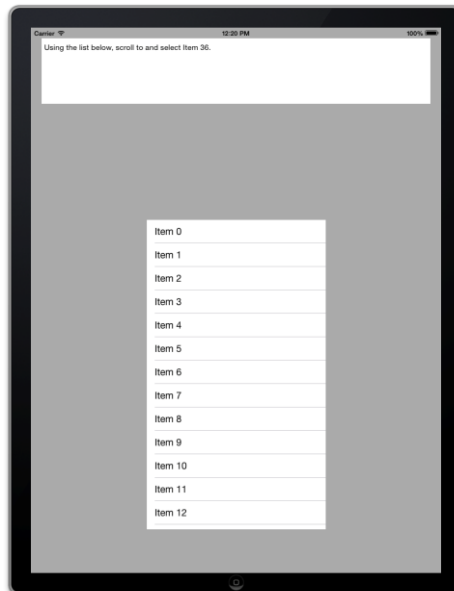 Carrier 12:20 PM 100%
Using the list below, scroll to and select Item 36.
Item 0
Item 1
Item 2
Item 3
Item 4
Item 5
Item 6
Item 7
Item 8
Item 9
Item 10
Item 11
Item 12